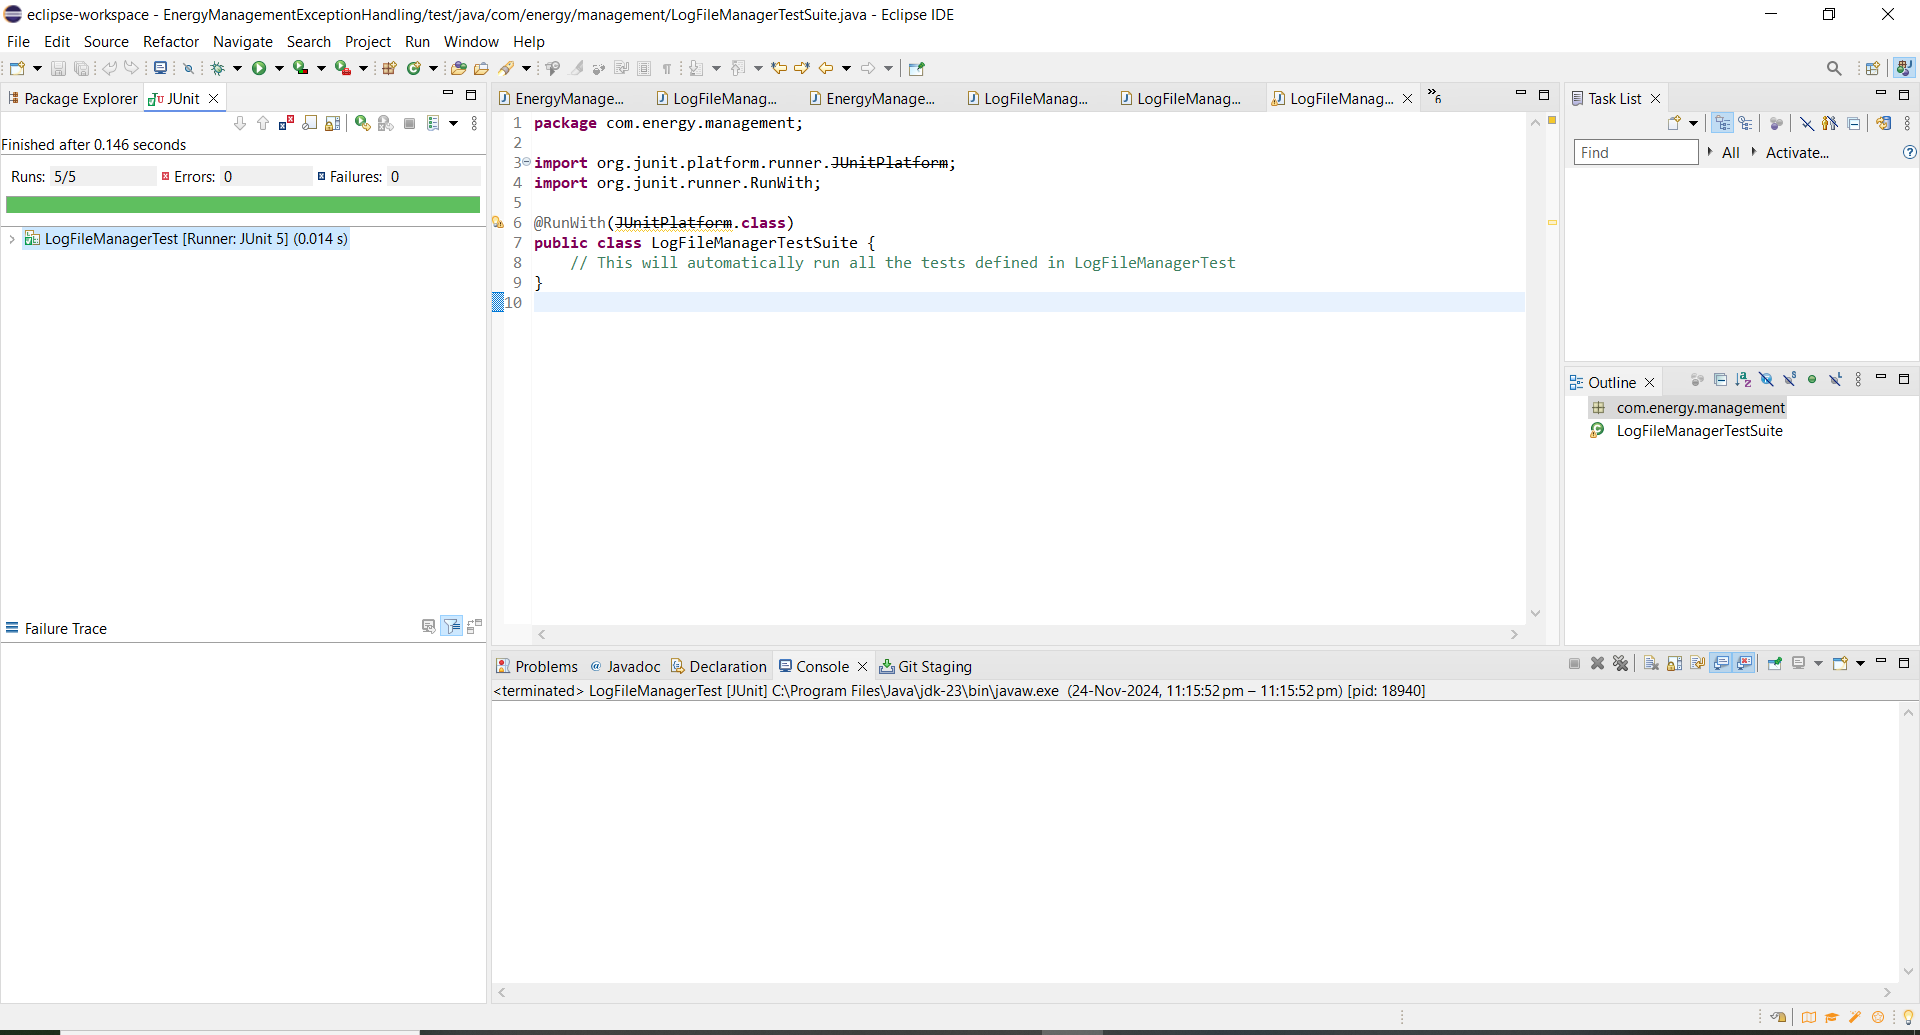 eclipse-workspace - EnergyManagementExceptionHandling/test/java/com/energy/management/LogFileManagerTestSuite.java - Eclipse IDE
File Edit Source Refactor Navigate Search Project Run Window Help
Package Explorer JUnit
Finished after 0.146 seconds
Runs: 5/5 Errors: 0 Failures: 0
LogFileManagerTest [Runner: JUnit 5] (0.014 s)
Failure Trace
EnergyManage... LogFileManag... EnergyManage... LogFileManag... LogFileManag... LogFileManag... »6
1 package com.energy.management;
2
3 import org.junit.platform.runner.JUnitPlatform;
4 import org.junit.runner.RunWith;
5
6 @RunWith(JUnitPlatform.class)
7 public class LogFileManagerTestSuite {
8 // This will automatically run all the tests defined in LogFileManagerTest
9 }
10
Task List
Find All Activate...
Outline
com.energy.management
LogFileManagerTestSuite
Problems Javadoc Declaration Console Git Staging
<terminated> LogFileManagerTest [JUnit] C:\Program Files\Java\jdk-23\bin\javaw.exe (24-Nov-2024, 11:15:52 pm – 11:15:52 pm) [pid: 18940]